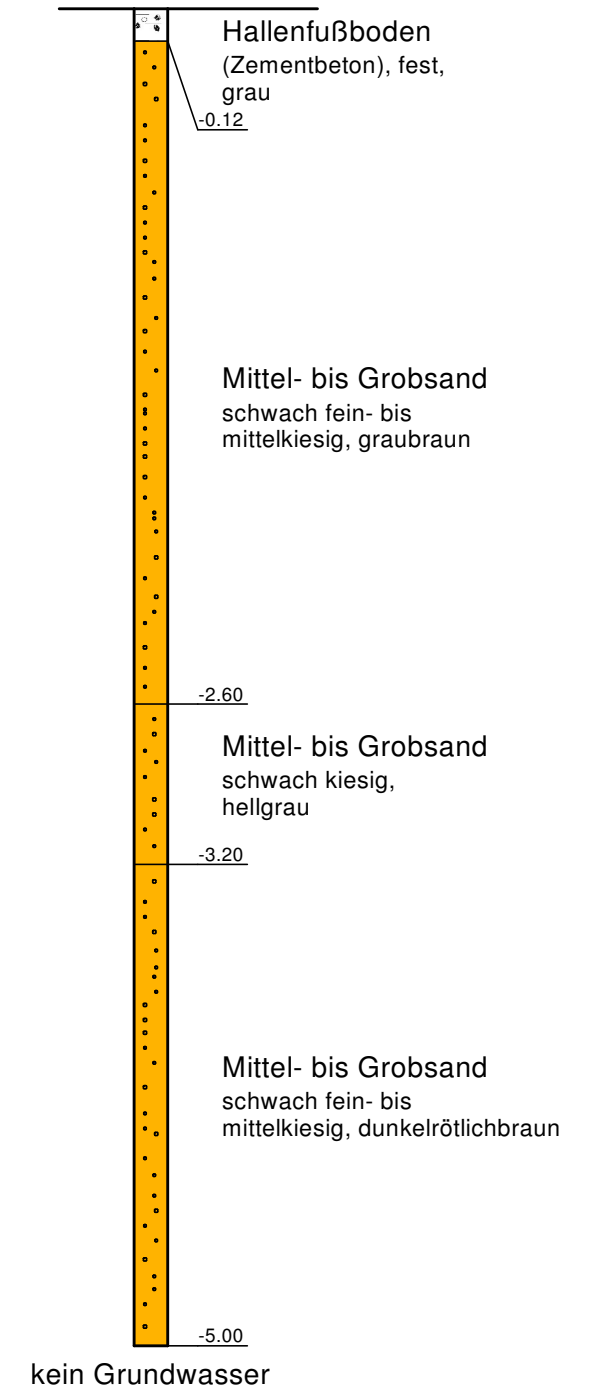 Hallenfußboden
(Zementbeton), fest,
grau
-0.12
Mittel- bis Grobsand
schwach fein- bis
mittelkiesig, graubraun
-2.60
Mittel- bis Grobsand
schwach kiesig,
hellgrau
-3.20
Mittel- bis Grobsand
schwach fein- bis
mittelkiesig, dunkelrötlichbraun
-5.00
kein Grundwasser